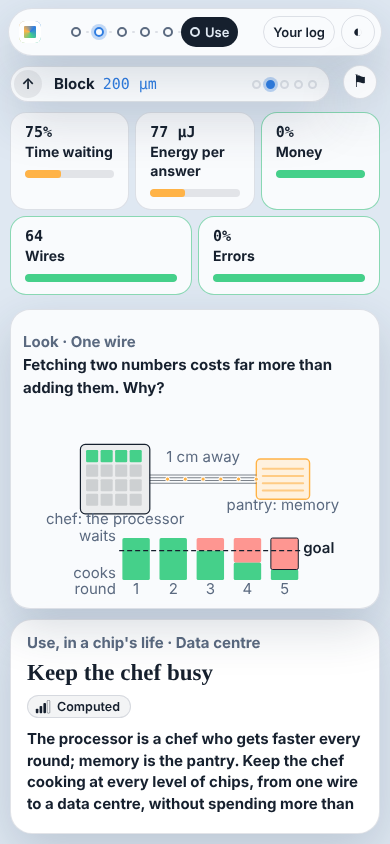 Use
Your log
Block 200 µm
75%
Time waiting
77 µJ
Energy per
answer
0%
Money
64
Wires
0%
Errors
Look · One wire
Fetching two numbers costs far more than
adding them. Why?
1 cm away
pantry: memory
chef: the processor
waits
goal
cooks
round 1 2 3 4 5
Use, in a chip's life · Data centre
Keep the chef busy
Computed
The processor is a chef who gets faster every
round; memory is the pantry. Keep the chef
cooking at every level of chips, from one wire
to a data centre, without spending more than